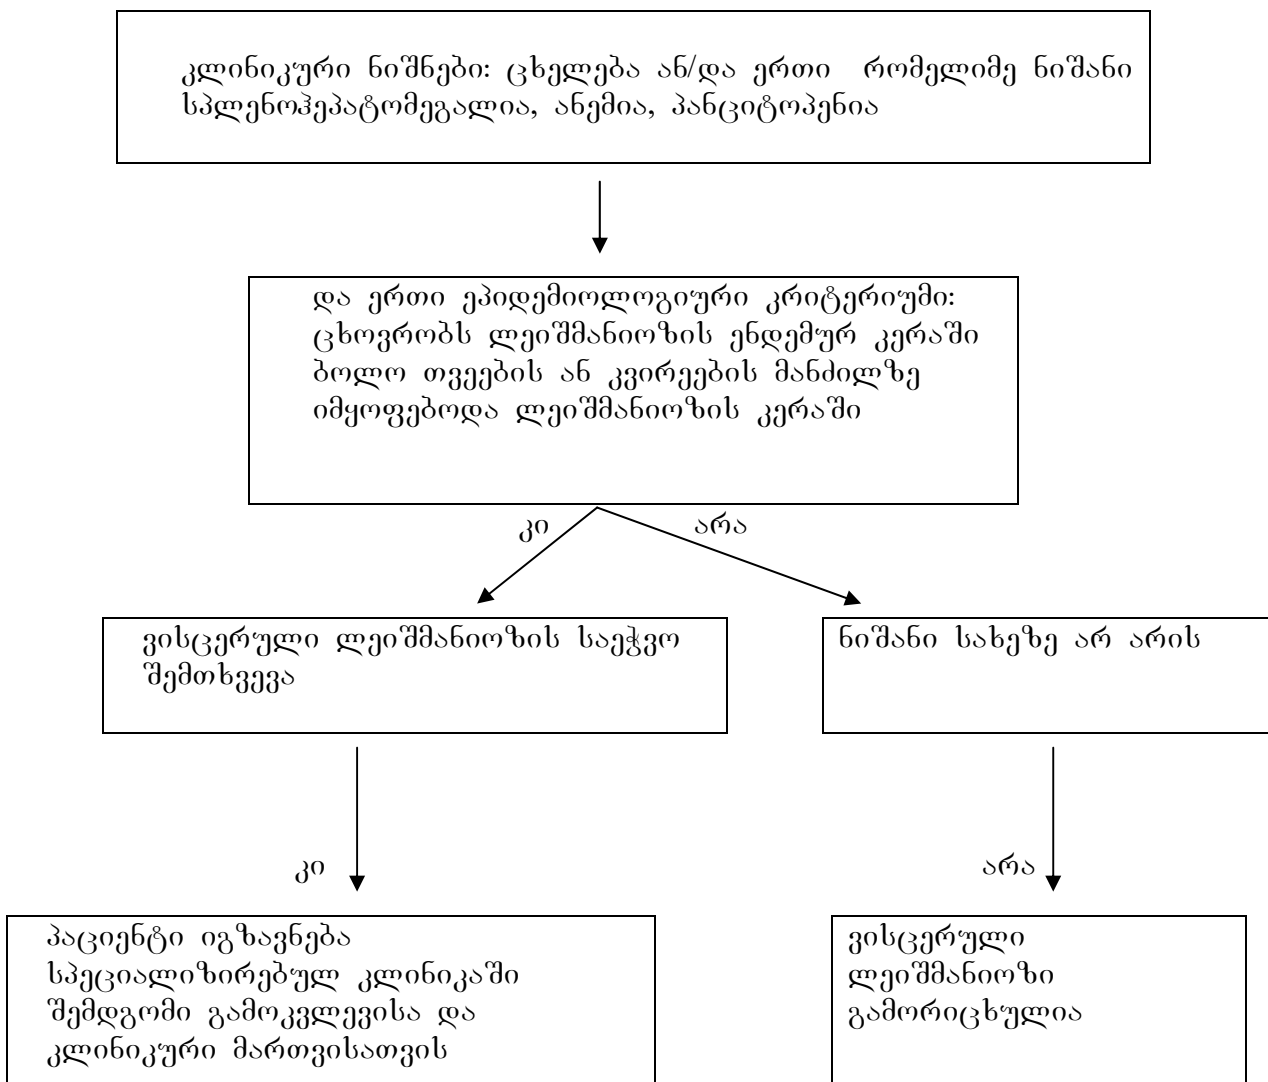 კლინიკური ნიშნები: ცხელება ან/და ერთი რომელიმე ნიშანი
სპლენოჰეპატომეგალია, ანემია, პანციტოპენია
და ერთი ეპიდემიოლოგიური კრიტერიუმი:
ცხოვრობს ლეიშმანიოზის ენდემურ კერაში
ბოლო თვეების ან კვირეების მანძილზე
იმყოფებოდა ლეიშმანიოზის კერაში
კი
არა
ვისცერული ლეიშმანიოზის საეჭვო
შემთხვევა
ნიშანი სახეზე არ არის
კი
არა
პაციენტი იგზავნება
სპეციალიზირებულ კლინიკაში
შემდგომი გამოკვლევისა და
კლინიკური მართვისათვის
ვისცერული
ლეიშმანიოზი
გამორიცხულია